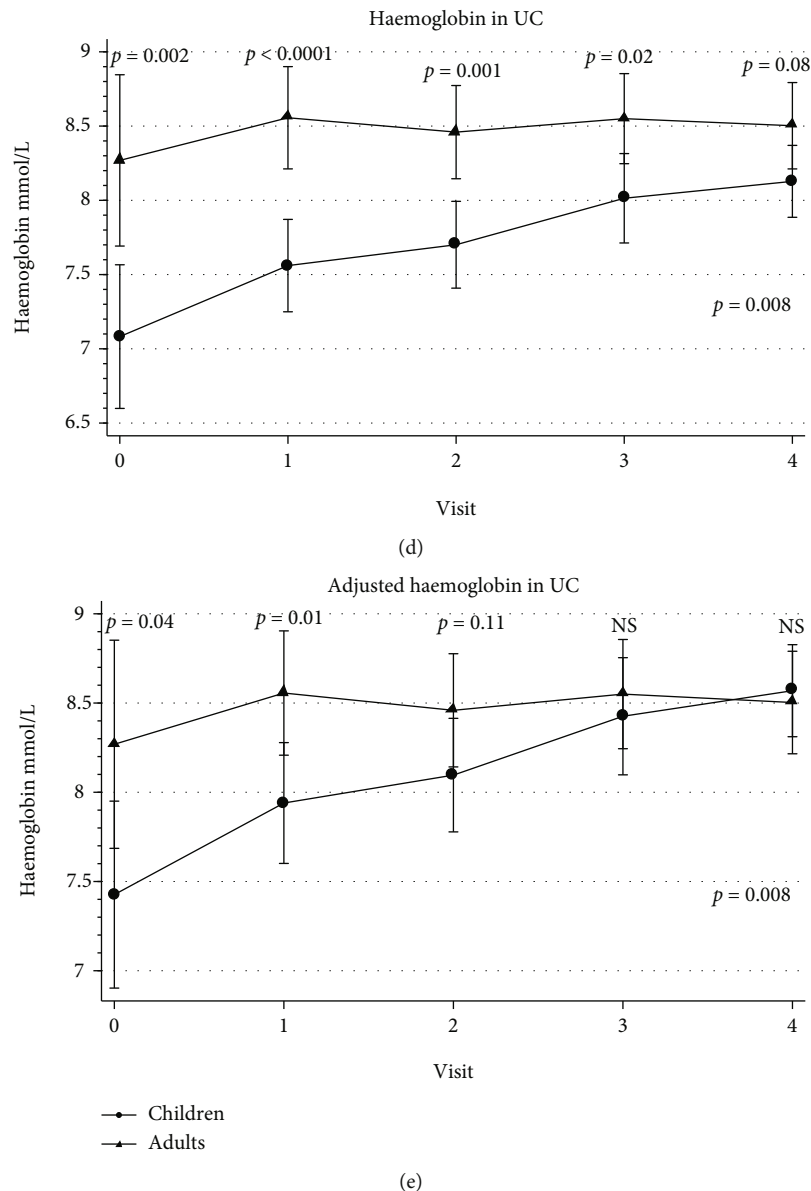 Haemoglobin in UC
9
8.5
8
7.5
7
6.5
Haemoglobin mmol/L
p = 0.002
p < 0.0001
p = 0.001
p = 0.02
p = 0.08
p = 0.008
0 1 2 3 4
Visit
(d)
Adjusted haemoglobin in UC
9
8.5
8
7.5
7
Haemoglobin mmol/L
p = 0.04
p = 0.01
p = 0.11
NS
NS
p = 0.008
0 1 2 3 4
Visit
Children
Adults
(e)